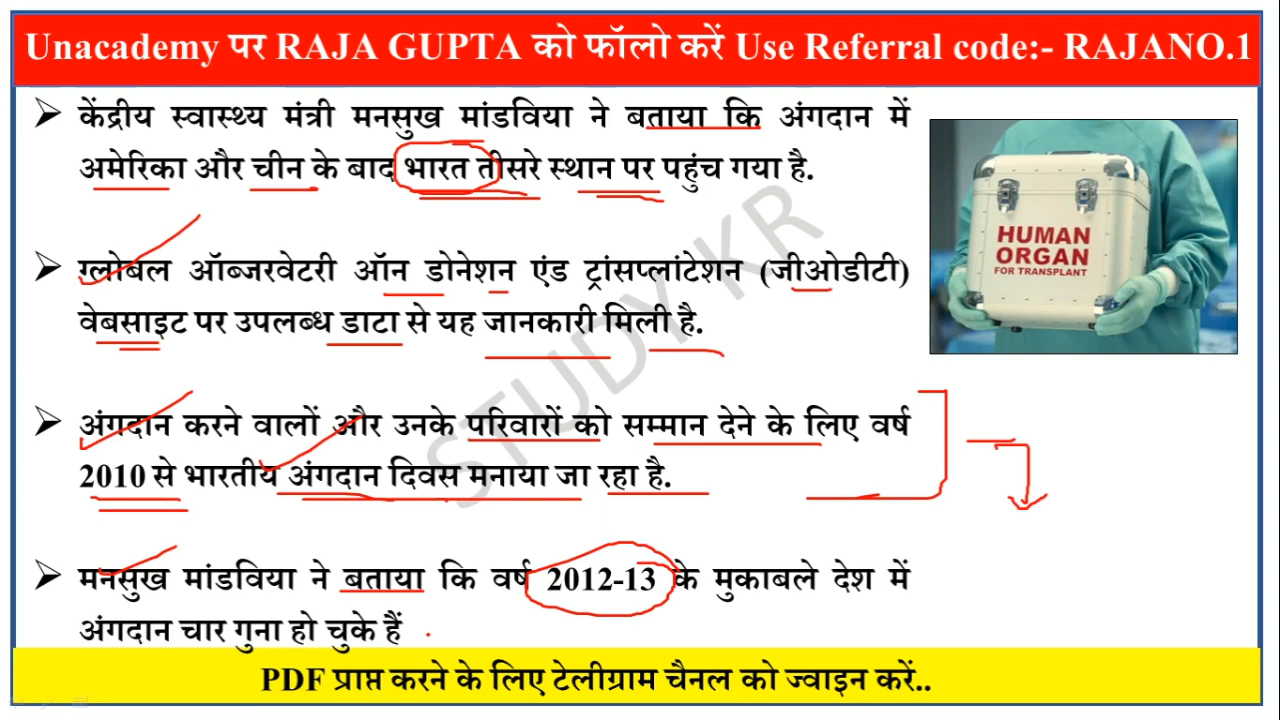 Unacademy पर RAJA GUPTA को फॉलो करें Use Referral code:- RAJANO.1
केंद्रीय स्वास्थ्य मंत्री मनसुख मांडविया ने बताया कि अंगदान में
अमेरिका और चीन के बाद भारत तीसरे स्थान पर पहुंच गया है.
ग्लोबल ऑब्जरवेटरी ऑन डोनेशन एंड ट्रांसप्लांटेशन (जीओडीटी)
वेबसाइट पर उपलब्ध डाटा से यह जानकारी मिली है.
HUMAN
ORGAN
FOR TRANSPLANT
अंगदान करने वालों और उनके परिवारों को सम्मान देने के लिए वर्ष
2010 से भारतीय अंगदान दिवस मनाया जा रहा है.
मनसुख मांडविया ने बताया कि वर्ष 2012-13 के मुकाबले देश में
अंगदान चार गुना हो चुके हैं
STUDY KR
PDF प्राप्त करने के लिए टेलीग्राम चैनल को ज्वाइन करें..